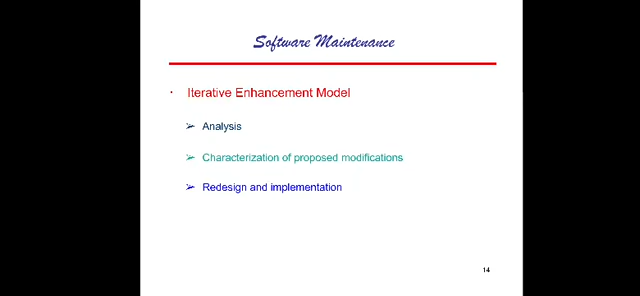 Software Maintenance
• Iterative Enhancement Model
➢ Analysis
➢ Characterization of proposed modifications
➢ Redesign and implementation
14